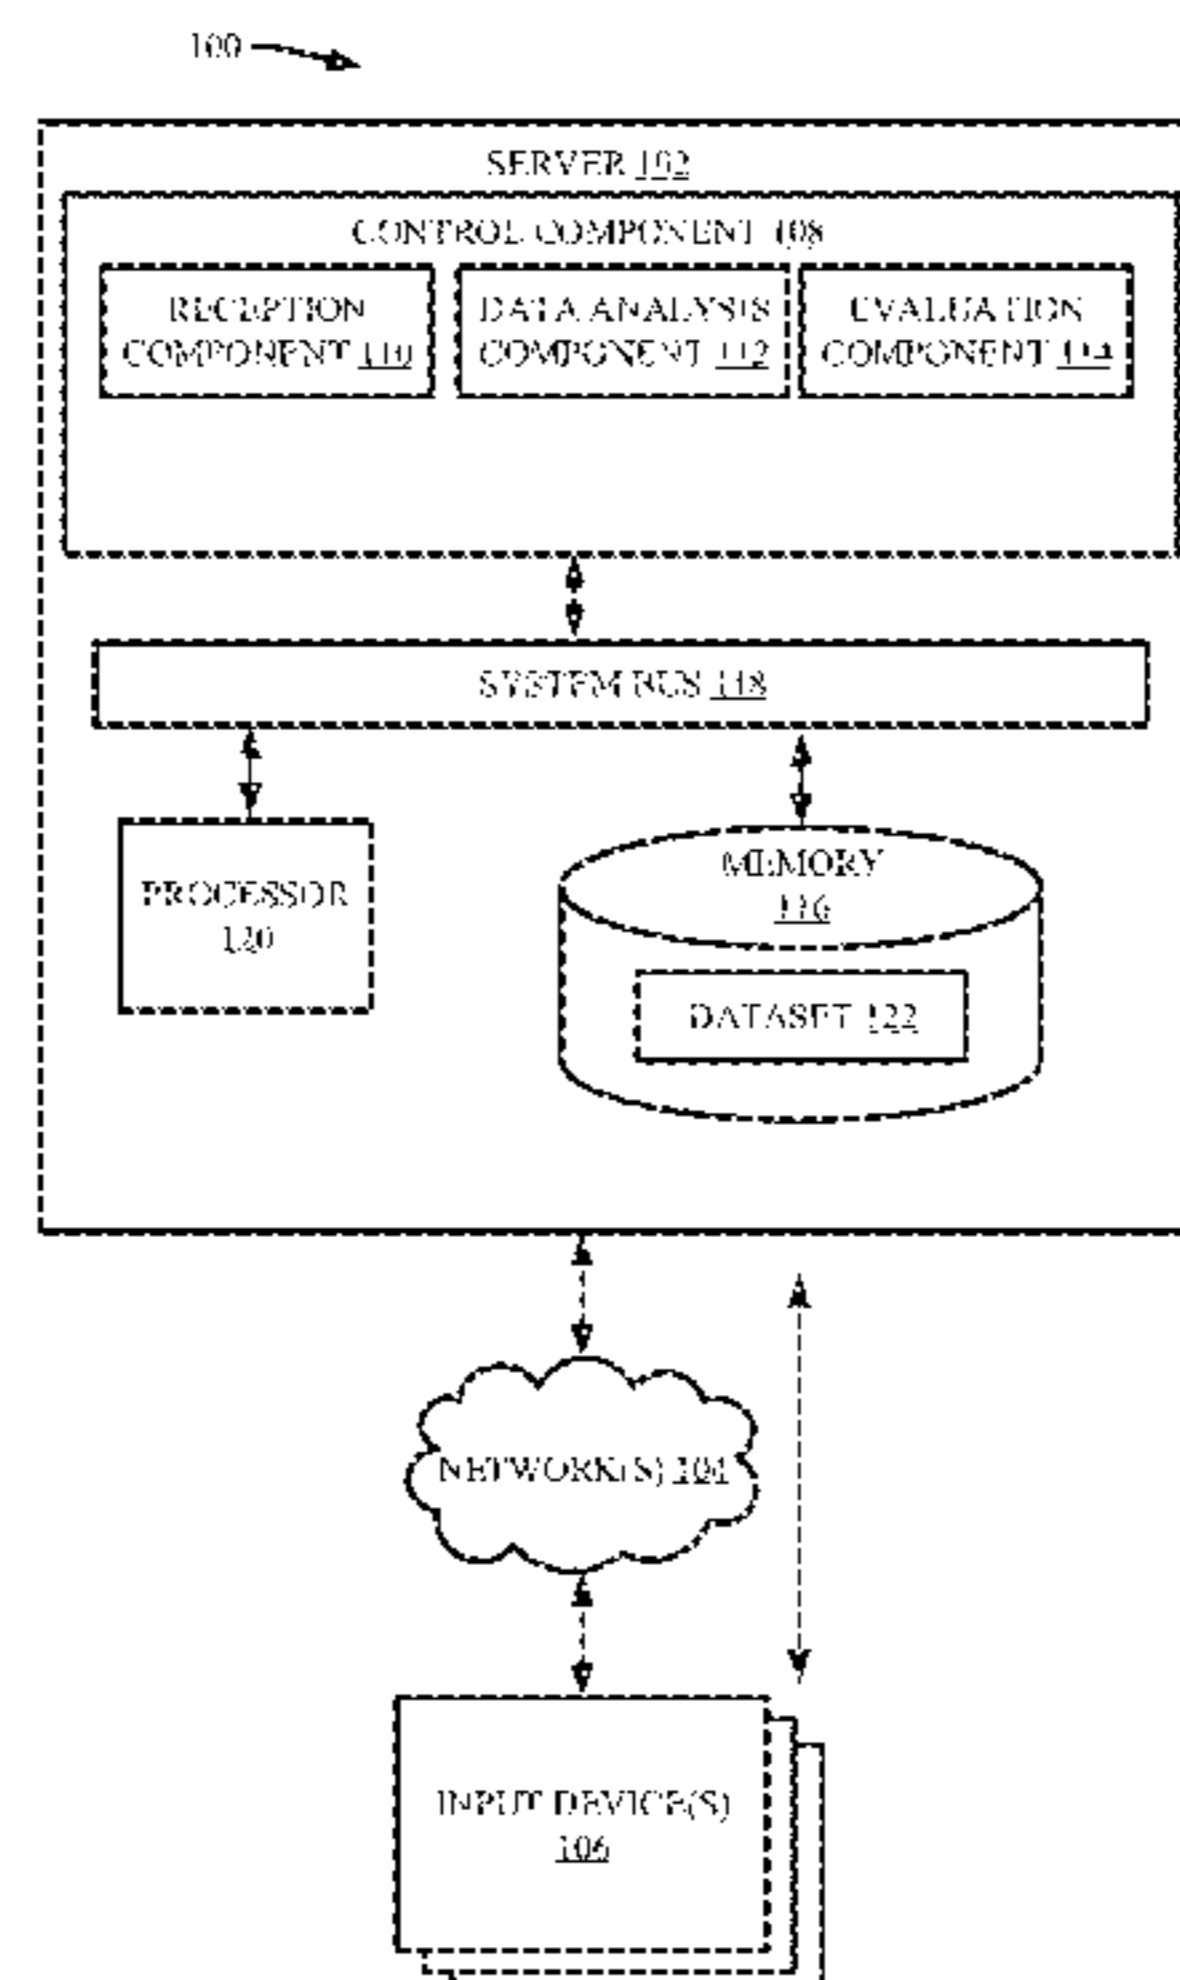 100
SERVER 102
CONTROL COMPONENT 108
RECEPTION
COMPONENT 110
DATA ANALYSIS
COMPONENT 112
EVALUATION
COMPONENT 114
SYSTEM BUS 118
PROCESSOR
120
MEMORY
116
DATASET 122
NETWORK(S) 104
INPUT DEVICE(S)
106